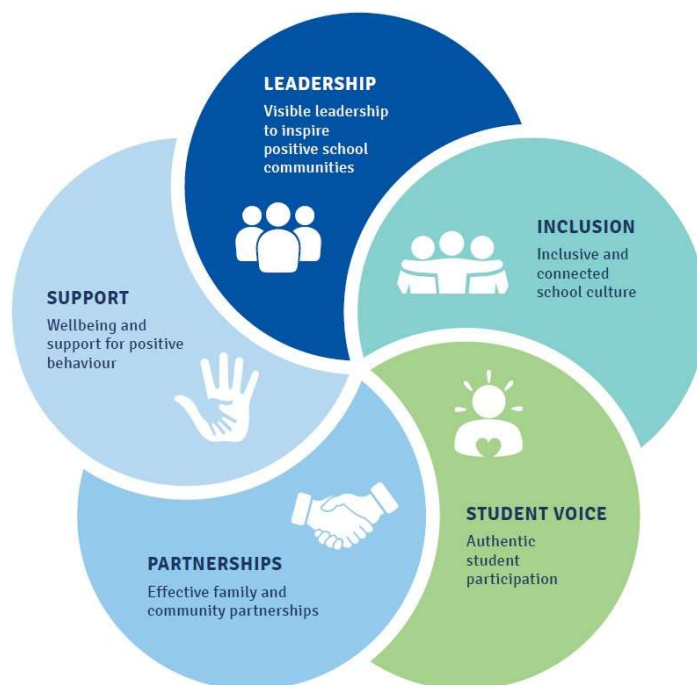 LEADERSHIP
Visible leadership
to inspire
positive school
communities
INCLUSION
Inclusive and
connected
school culture
STUDENT VOICE
Authentic
student
participation
PARTNERSHIPS
Effective family and
community partnerships
SUPPORT
Wellbeing and
support for positive
behaviour